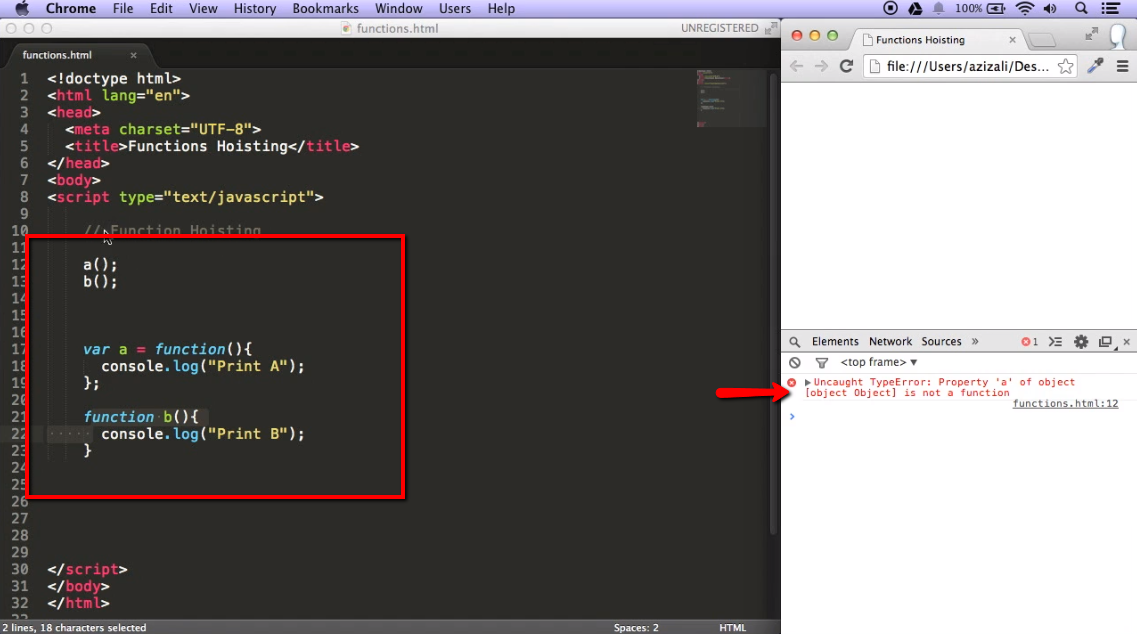 Chrome File Edit View History Bookmarks Window Users Help 100%
functions.html UNREGISTERED
functions.html ×
1 <!doctype html>
2 <html lang="en">
3 <head>
4 <meta charset="UTF-8">
5 <title>Functions Hoisting</title>
6 </head>
7 <body>
8 <script type="text/javascript">
9
10 // Function Hoisting
11
12 a();
13 b();
14
15
16
17 var a = function(){
18 console.log("Print A");
19 };
20
21 function b(){
22 console.log("Print B");
23 }
24
25
26
27
28
29
30 </script>
31 </body>
32 </html>
2 lines, 18 characters selected Spaces: 2 HTML
Functions Hoisting ×
file:///Users/azizali/Des...
Elements Network Sources » 1 ×
<top frame> ▼
Uncaught TypeError: Property 'a' of object
[object Object] is not a function
functions.html:12
>